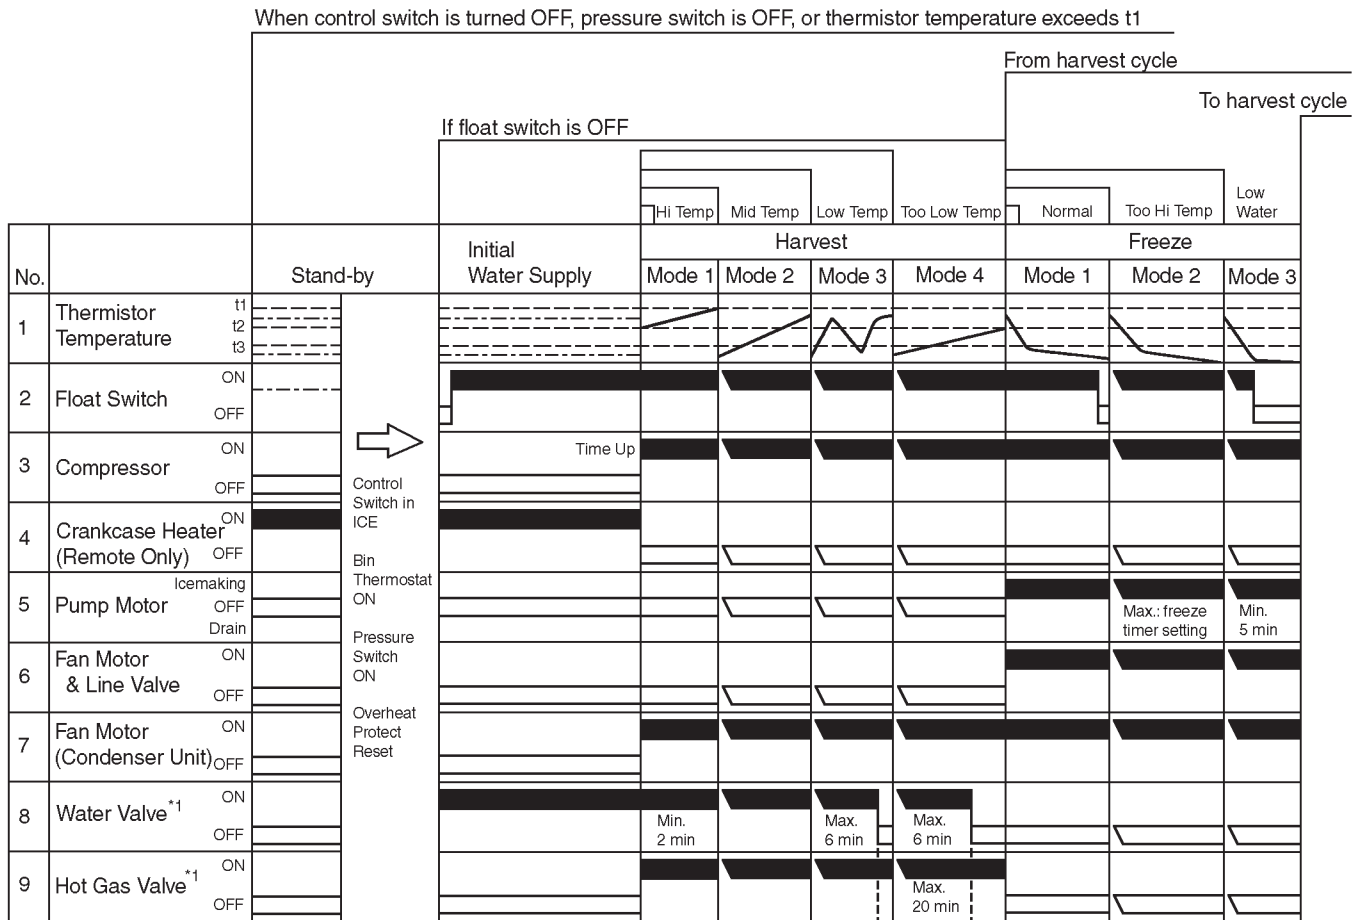 When control switch is turned OFF, pressure switch is OFF, or thermistor temperature exceeds t1
From harvest cycle
To harvest cycle
If float switch is OFF
Hi Temp
Mid Temp
Low Temp
Too Low Temp
Normal
Too Hi Temp
Low
Water
No.
Stand-by
Initial
Water Supply
Harvest
Freeze
Mode 1
Mode 2
Mode 3
Mode 4
Mode 1
Mode 2
Mode 3
1
Thermistor
Temperature
t1
t2
t3
2
Float Switch
ON
OFF
3
Compressor
ON
OFF
Time Up
4
Crankcase Heater
(Remote Only)
ON
OFF
5
Pump Motor
Icemaking
OFF
Drain
Max.: freeze
timer setting
Min.
5 min
6
Fan Motor
& Line Valve
ON
OFF
7
Fan Motor
(Condenser Unit)
ON
OFF
8
Water Valve*1
ON
OFF
Min.
2 min
Max.
6 min
Max.
6 min
9
Hot Gas Valve*1
ON
OFF
Max.
20 min
Control
Switch in
ICE
Bin
Thermostat
ON
Pressure
Switch
ON
Overheat
Protect
Reset